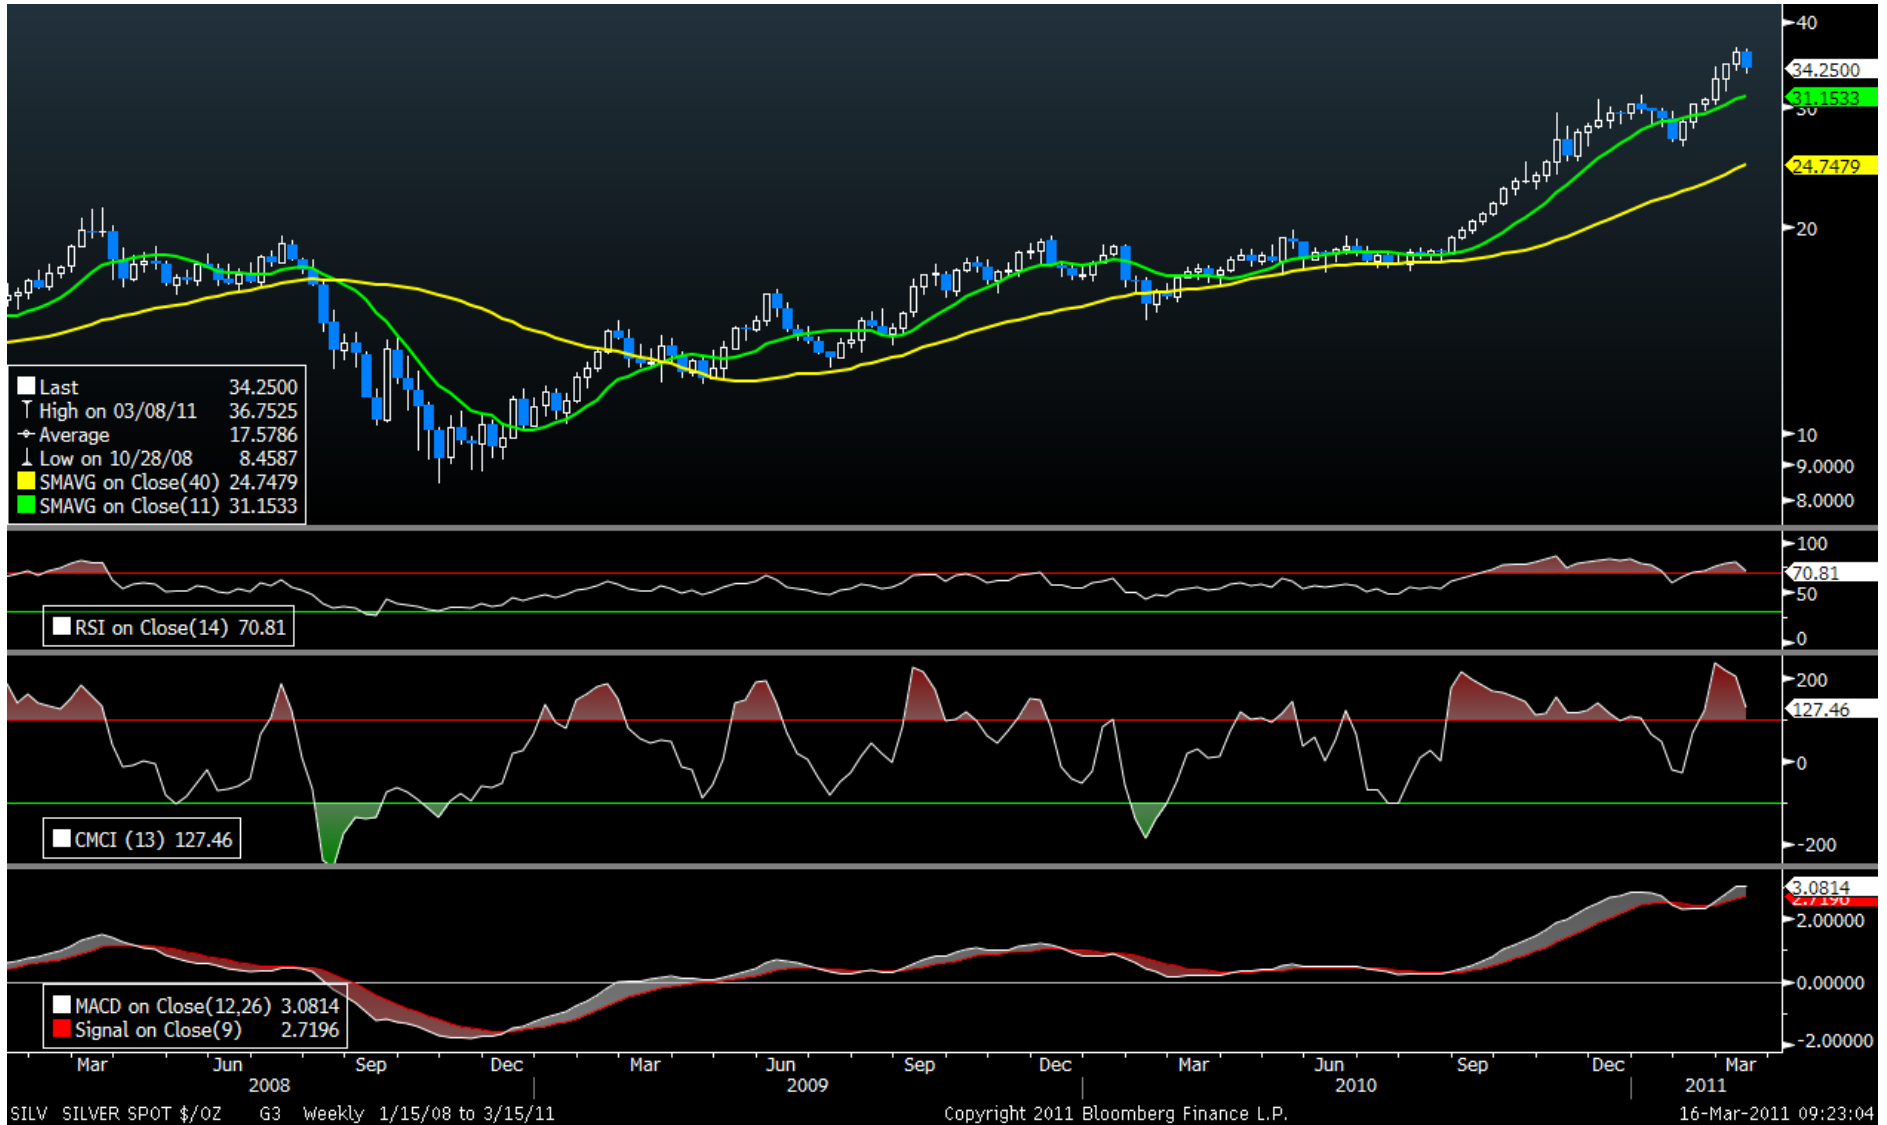 40
34.2500
31.1533
30
24.7479
20
10
9.0000
8.0000
Last 34.2500
High on 03/08/11 36.7525
Average 17.5786
Low on 10/28/08 8.4587
SMAVG on Close(40) 24.7479
SMAVG on Close(11) 31.1533
100
70.81
50
0
RSI on Close(14) 70.81
200
127.46
0
-200
CMCI (13) 127.46
3.0814
2.7196
2.00000
0.00000
-2.00000
MACD on Close(12,26) 3.0814
Signal on Close(9) 2.7196
Mar Jun Sep Dec Mar Jun Sep Dec Mar Jun Sep Dec Mar
2008 2009 2010 2011
SILV SILVER SPOT $/OZ G3 Weekly 1/15/08 to 3/15/11 Copyright 2011 Bloomberg Finance L.P. 16-Mar-2011 09:23:04